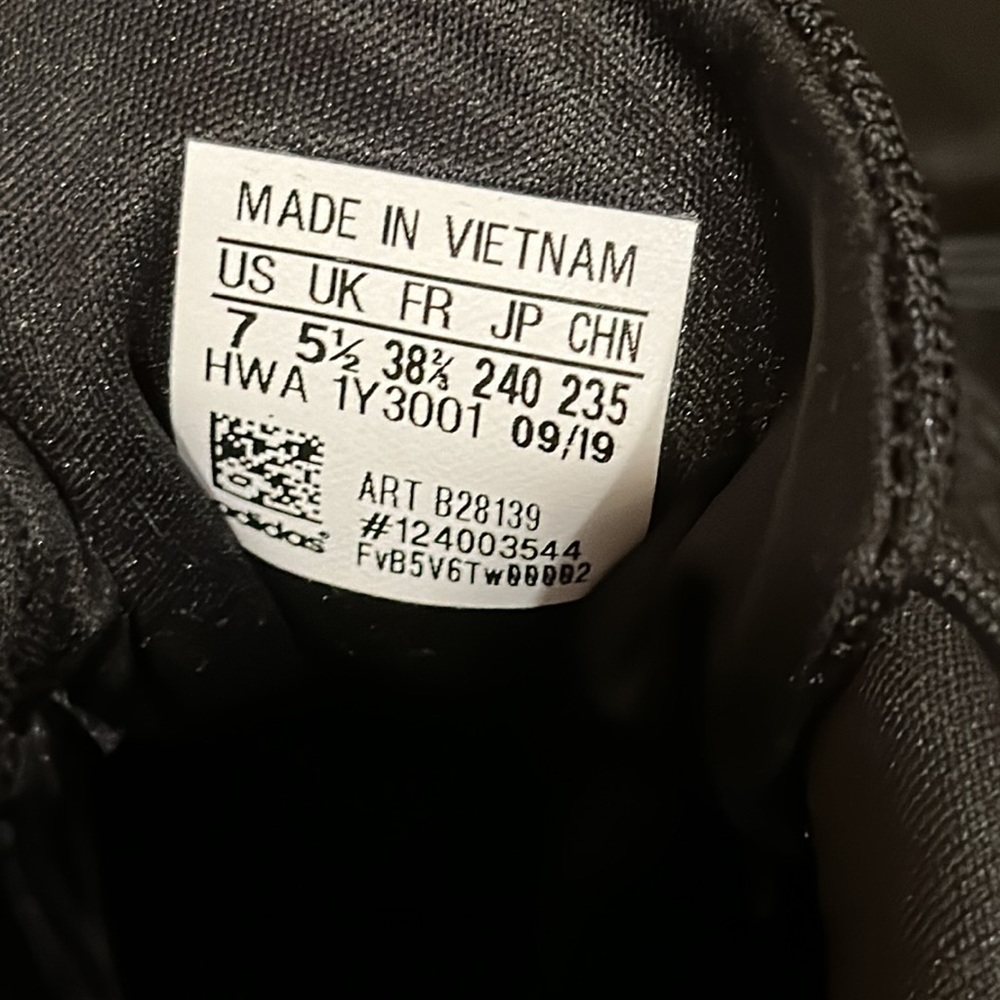 MADE IN VIETNAM
US UK FR JP CHN
7 5½ 38⅔ 240 235
HWA 1Y3001 09/19
ART B28139
#124003544
FvB5V6Tw00002
adidas